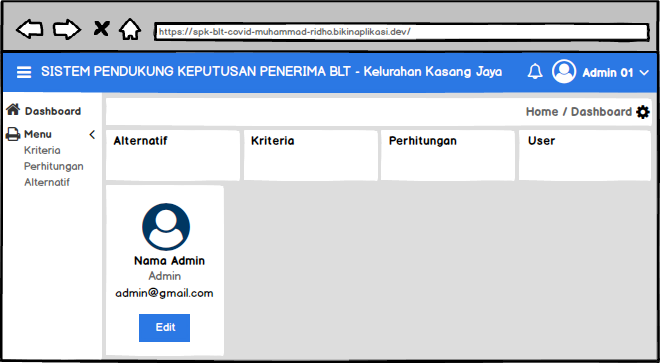 https://spk-blt-covid-muhammad-ridho.bikinaplikasi.dev/
SISTEM PENDUKUNG KEPUTUSAN PENERIMA BLT - Kelurahan Kasang Jaya
Admin 01
Dashboard
Menu
Kriteria
Perhitungan
Alternatif
Home / Dashboard
Alternatif
Kriteria
Perhitungan
User
Nama Admin
Admin
admin@gmail.com
Edit